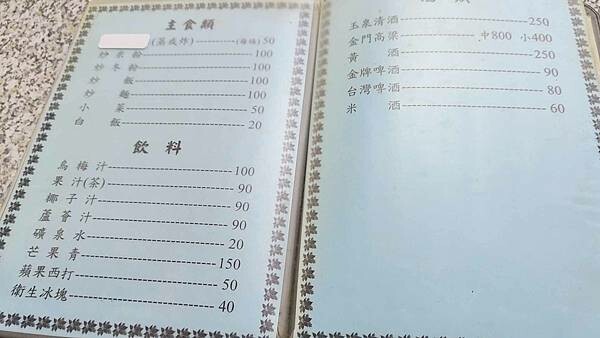 主食類
(蒸或炸)----------(每條) 50
炒米粉----------100
炒冬粉----------100
炒飯----------100
炒麵----------100
小菜----------50
白飯----------20
飲料
烏梅汁----------100
果汁(茶)----------90
椰子汁----------90
蘆薈汁----------90
礦泉水----------20
芒果青----------150
蘋果西打----------50
衛生冰塊----------40
玉泉清酒----------250
金門高粱---------- 中800 小400
黃酒----------250
金牌啤酒----------90
台灣啤酒----------80
米酒----------60